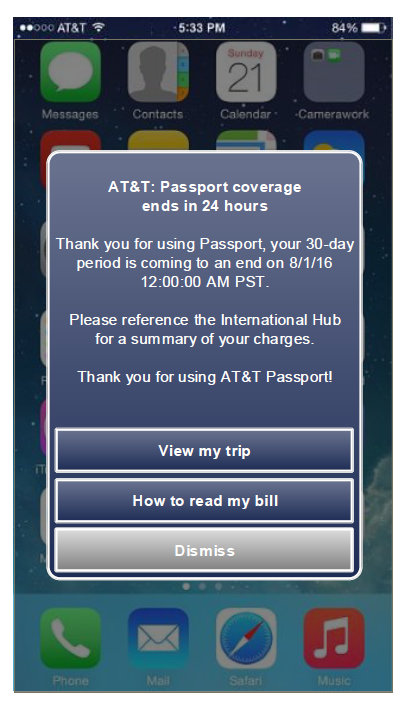 AT&T 5:33 PM 84%
Sunday
21
Messages Contacts Calendar Camerawork
AT&T: Passport coverage
ends in 24 hours
Thank you for using Passport, your 30-day
period is coming to an end on 8/1/16
12:00:00 AM PST.
Please reference the International Hub
for a summary of your charges.
Thank you for using AT&T Passport!
View my trip
How to read my bill
Dismiss
Phone Mail Safari Music